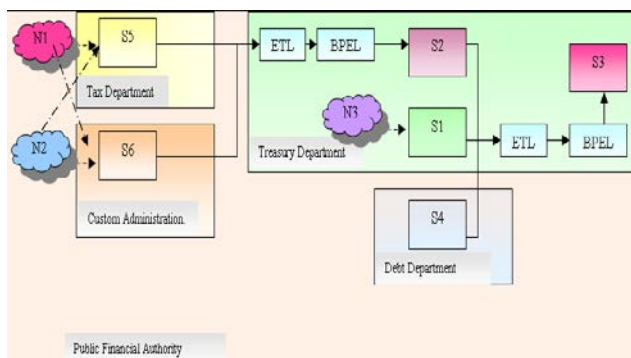 N1
S5
ETL
BPEL
S2
S3
Tax Department
N3
N2
S1
S6
Treasury Department
ETL
BPEL
S4
Custom Administration.
Debt Department
Public Financial Authority